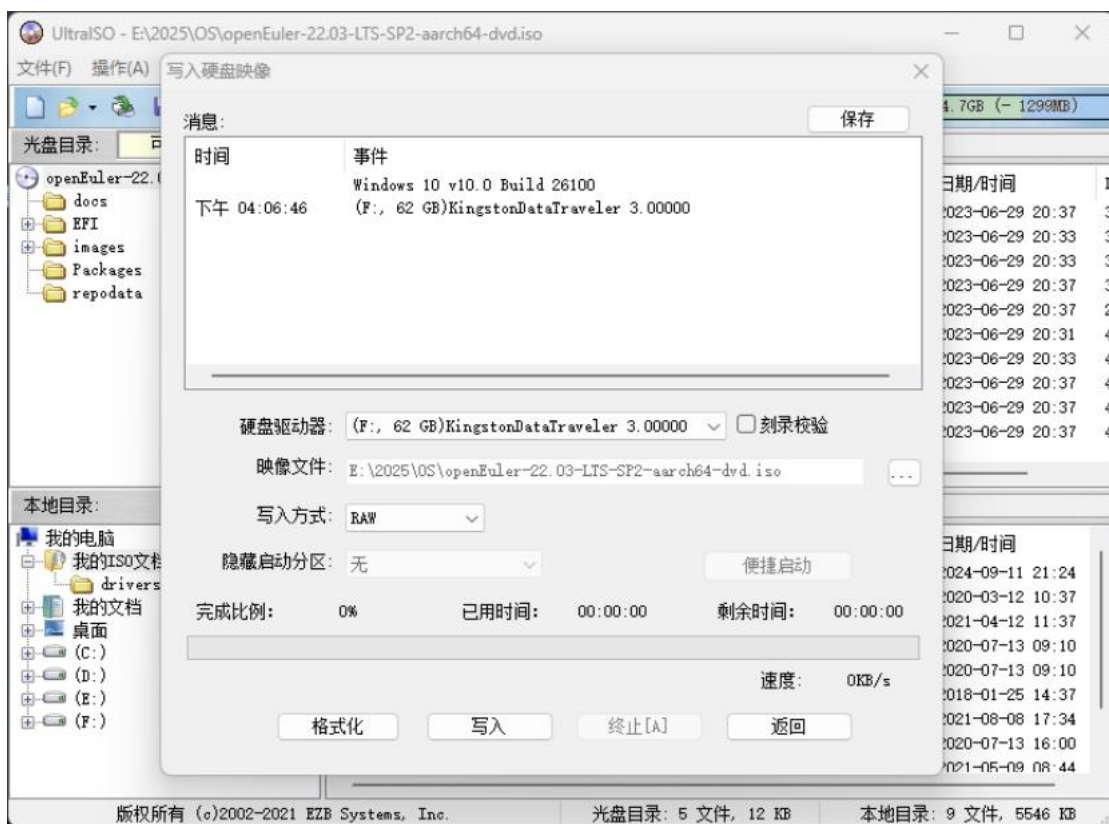 UltraISO - E:\2025\OS\openEuler-22.03-LTS-SP2-aarch64-dvd.iso
文件(F) 操作(A)
写入硬盘映像
消息:
保存
4.7GB (- 1299MB)
光盘目录:
可
时间 事件
Windows 10 v10.0 Build 26100
下午 04:06:46 (F:, 62 GB)KingstonDataTraveler 3.00000
openEuler-22.0
docs
EFI
images
Packages
repodata
日期/时间
2023-06-29 20:37
2023-06-29 20:33
2023-06-29 20:33
2023-06-29 20:37
2023-06-29 20:37
2023-06-29 20:31
2023-06-29 20:33
2023-06-29 20:37
2023-06-29 20:37
2023-06-29 20:37
硬盘驱动器: (F:, 62 GB)KingstonDataTraveler 3.00000 刻录校验
映像文件: E:\2025\OS\openEuler-22.03-LTS-SP2-aarch64-dvd.iso ...
写入方式: RAW
隐藏启动分区: 无 便捷启动
完成比例: 0% 已用时间: 00:00:00 剩余时间: 00:00:00
速度: 0KB/s
格式化 写入 终止[A] 返回
本地目录:
我的电脑
我的ISO文档
drivers
我的文档
桌面
(C:)
(D:)
(E:)
(F:)
日期/时间
2024-09-11 21:24
2020-03-12 10:37
2021-04-12 11:37
2020-07-13 09:10
2020-07-13 09:10
2018-01-25 14:37
2021-08-08 17:34
2020-07-13 16:00
2021-05-09 08:44
版权所有 (c)2002-2021 EZB Systems, Inc. 光盘目录: 5 文件, 12 KB 本地目录: 9 文件, 5546 KB